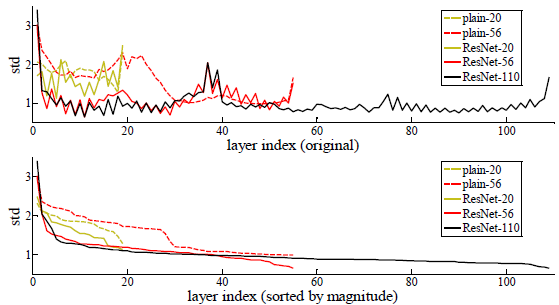 3
2
1
std
0
20
40
60
80
100
layer index (original)
plain-20
plain-56
ResNet-20
ResNet-56
ResNet-110
3
2
1
std
0
20
40
60
80
100
layer index (sorted by magnitude)
plain-20
plain-56
ResNet-20
ResNet-56
ResNet-110